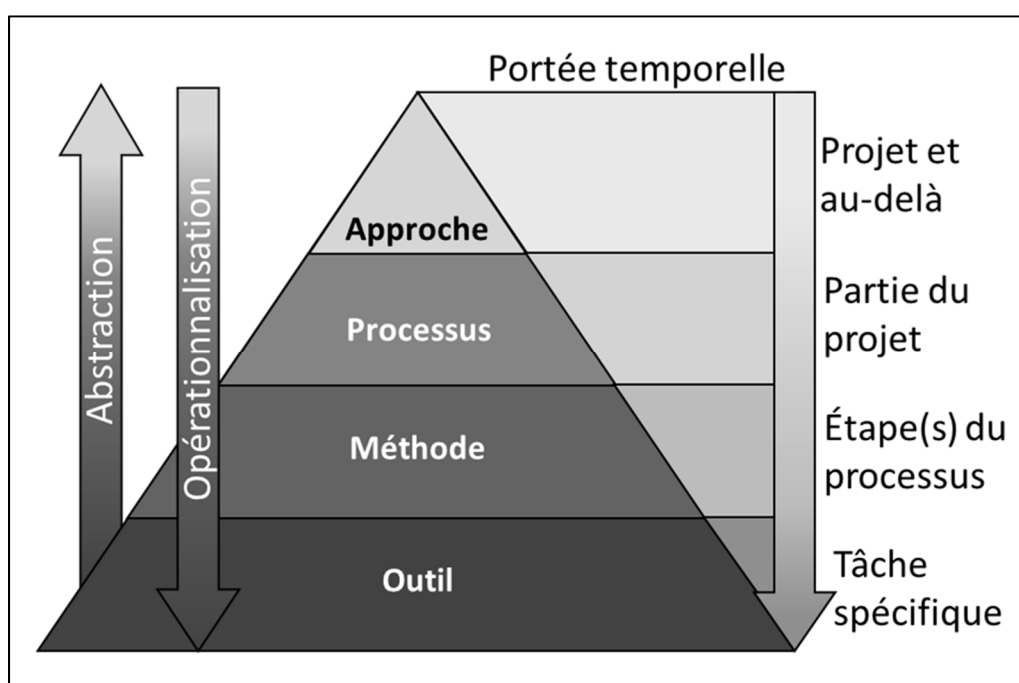 Portée temporelle
Abstraction
Opérationnalisation
Approche
Processus
Méthode
Outil
Projet et
au-delà
Partie du
projet
Étape(s) du
processus
Tâche
spécifique